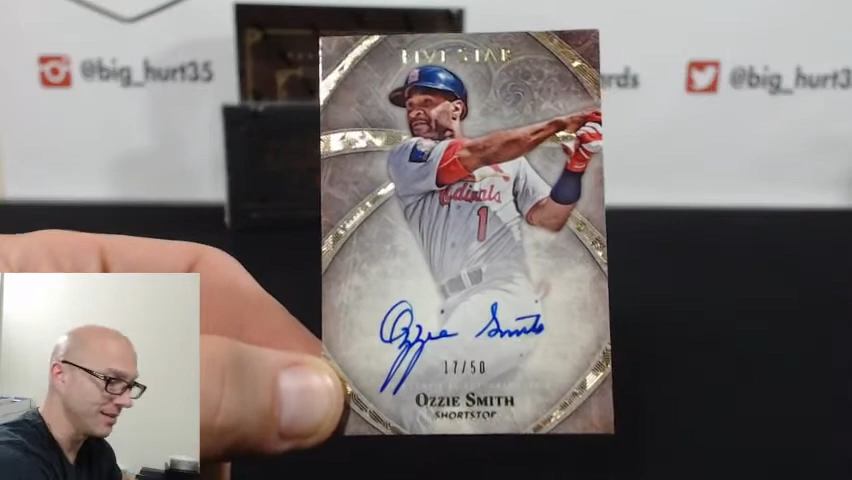 FIVE STAR
@big_hurt35
rds
@big_hurt3
Cardinals
1
Ozzie Smith
17/50
OZZIE SMITH
SHORTSTOP